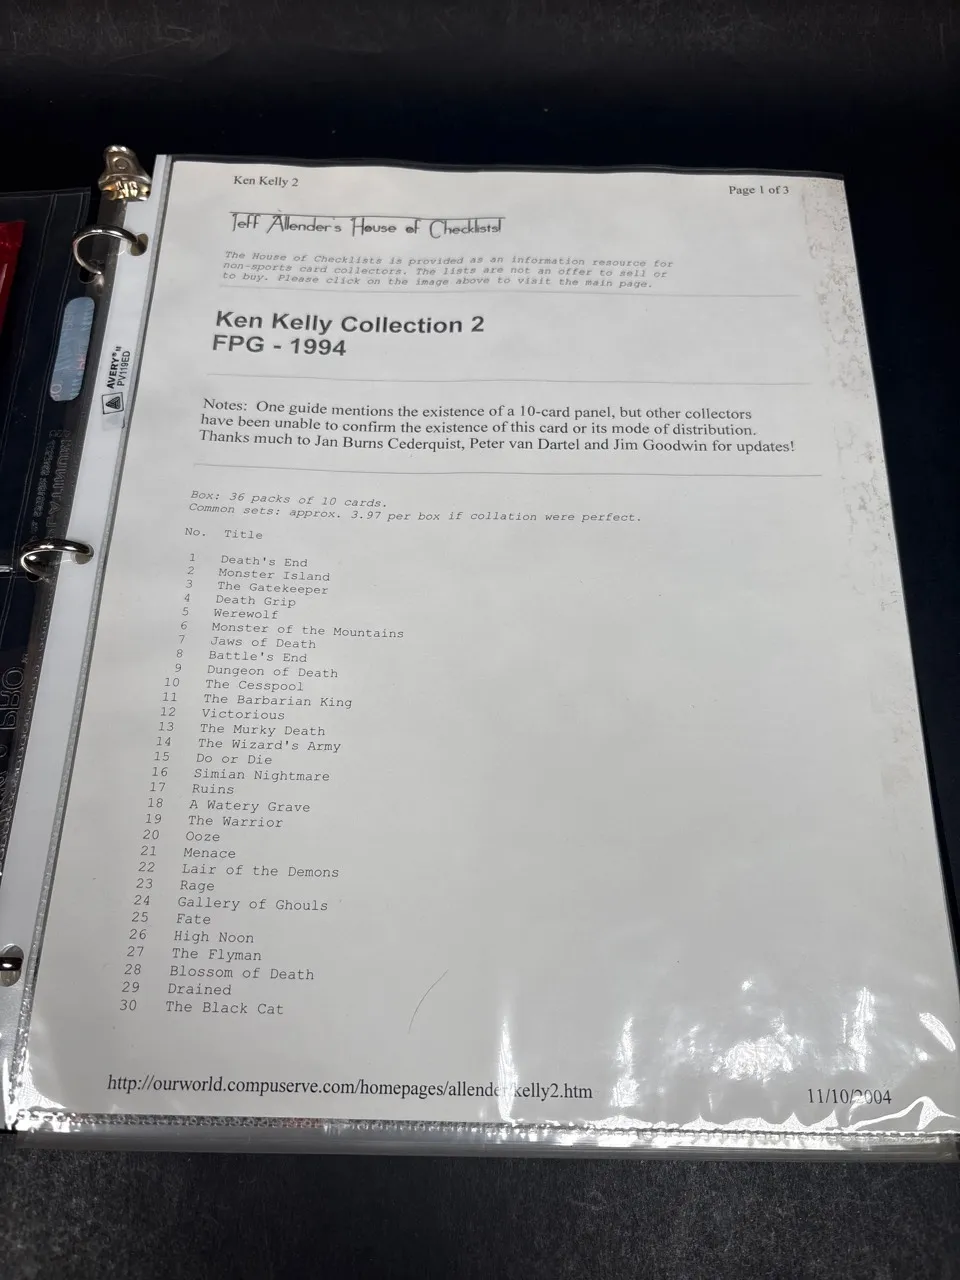 Ken Kelly 2
Page 1 of 3
Jeff Allender's House of Checklists!
The House of Checklists is provided as an information resource for
non-sports card collectors. The lists are not an offer to sell or
to buy. Please click on the image above to visit the main page.
Ken Kelly Collection 2
FPG - 1994
Notes: One guide mentions the existence of a 10-card panel, but other collectors
have been unable to confirm the existence of this card or its mode of distribution.
Thanks much to Jan Burns Cederquist, Peter van Dartel and Jim Goodwin for updates!
Box: 36 packs of 10 cards.
Common sets: approx. 3.97 per box if collation were perfect.
No. Title
1 Death's End
2 Monster Island
3 The Gatekeeper
4 Death Grip
5 Werewolf
6 Monster of the Mountains
7 Jaws of Death
8 Battle's End
9 Dungeon of Death
10 The Cesspool
11 The Barbarian King
12 Victorious
13 The Murky Death
14 The Wizard's Army
15 Do or Die
16 Simian Nightmare
17 Ruins
18 A Watery Grave
19 The Warrior
20 Ooze
21 Menace
22 Lair of the Demons
23 Rage
24 Gallery of Ghouls
25 Fate
26 High Noon
27 The Flyman
28 Blossom of Death
29 Drained
30 The Black Cat
http://ourworld.compuserve.com/homepages/allender/kelly2.htm
11/10/2004
AVERY®
PV119ED